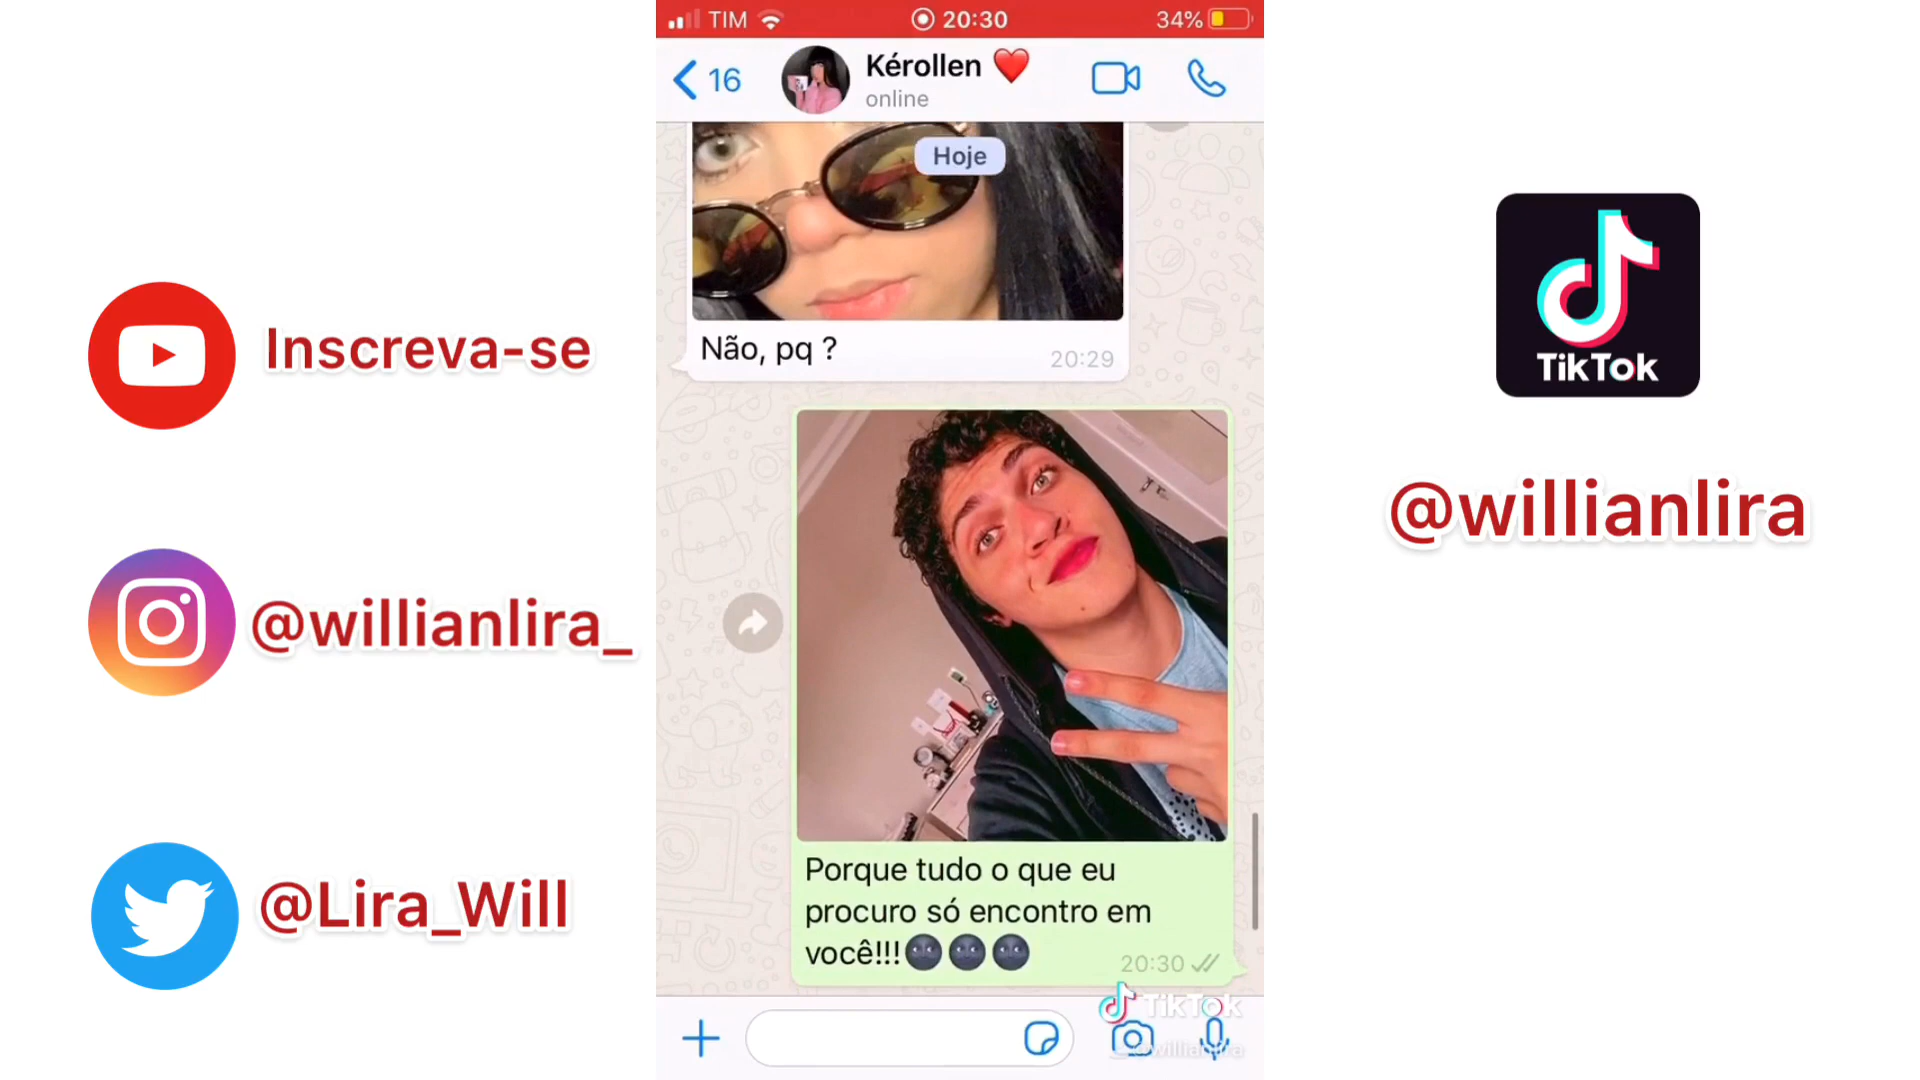 TIM
20:30
34%
16
Kérollen ❤️
online
Hoje
Não, pq ?
20:29
Porque tudo o que eu
procuro só encontro em
você!!!🌚🌚🌚
20:30
TikTok
@willianlira
Inscreva-se
@willianlira_
@Lira_Will
TikTok
@willianlira